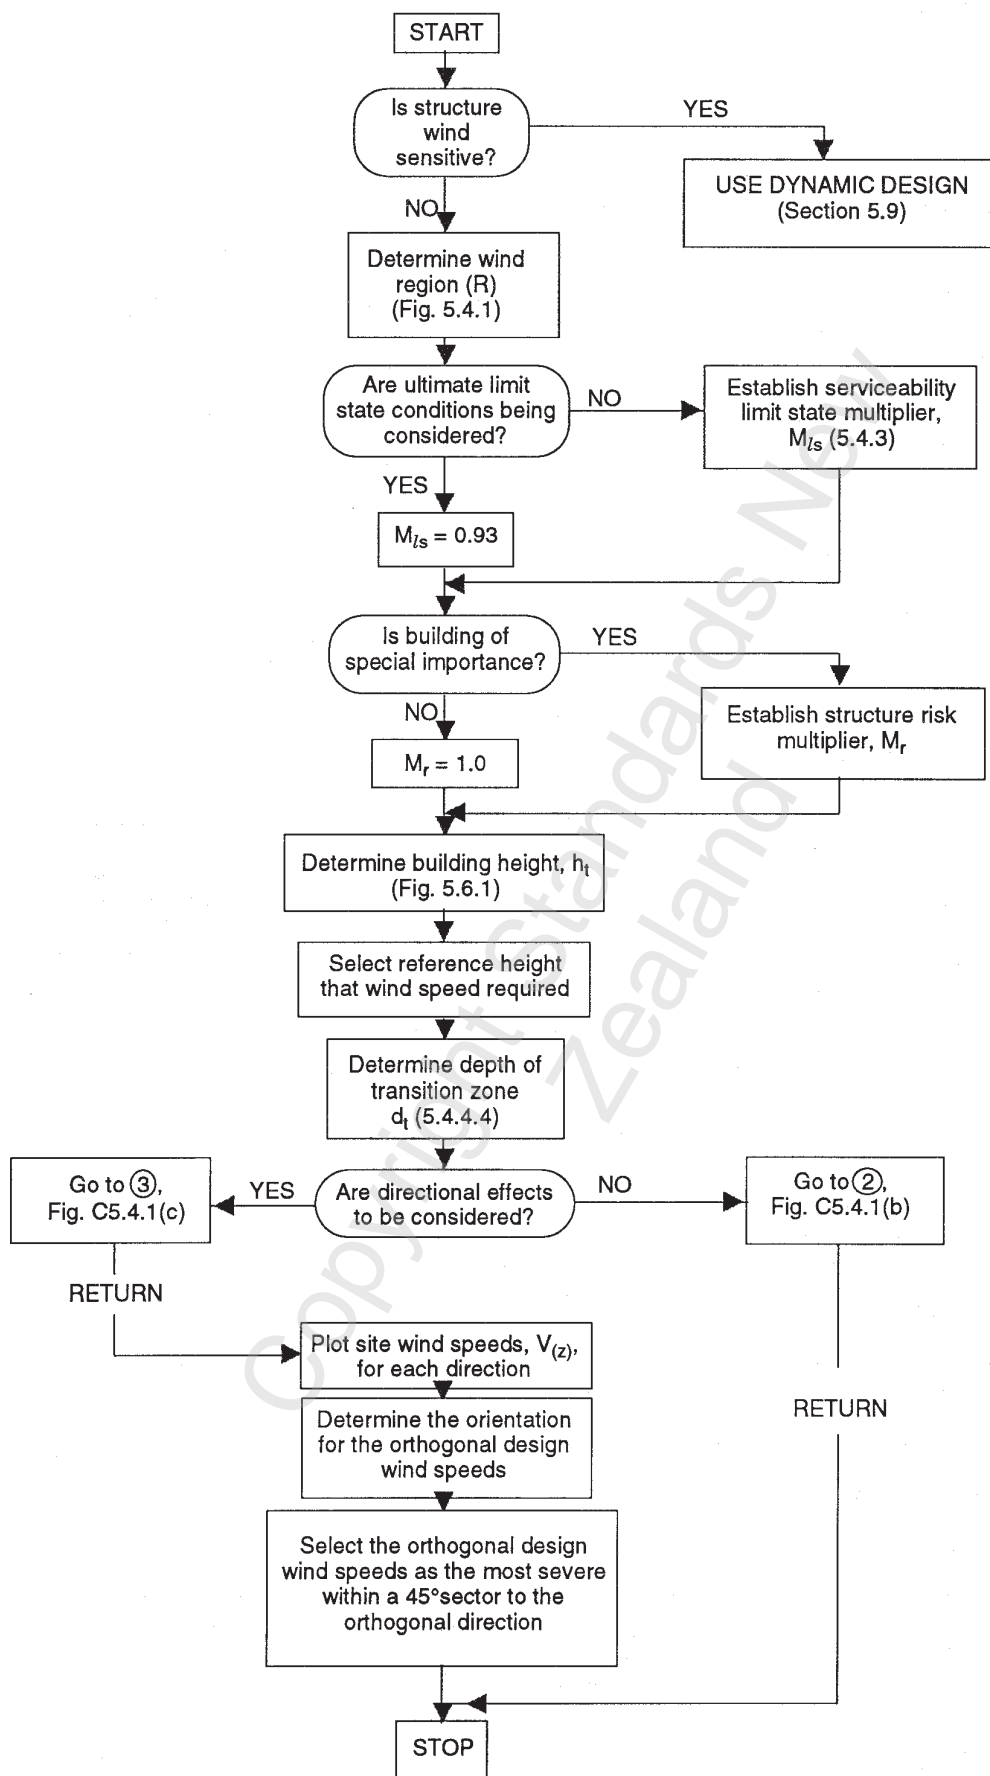 START
Is structure
wind
sensitive?
YES
USE DYNAMIC DESIGN
(Section 5.9)
NO
Determine wind
region (R)
(Fig. 5.4.1)
Are ultimate limit
state conditions being
considered?
NO
Establish serviceability
limit state multiplier,
Mls (5.4.3)
YES
Mls = 0.93
Is building of
special importance?
YES
Establish structure risk
multiplier, Mr
NO
Mr = 1.0
Determine building height, ht
(Fig. 5.6.1)
Select reference height
that wind speed required
Determine depth of
transition zone
dt (5.4.4.4)
Are directional effects
to be considered?
YES
Go to ③,
Fig. C5.4.1(c)
NO
Go to ②,
Fig. C5.4.1(b)
RETURN
Plot site wind speeds, V(z),
for each direction
Determine the orientation
for the orthogonal design
wind speeds
RETURN
Select the orthogonal design
wind speeds as the most severe
within a 45°sector to the
orthogonal direction
STOP
Copyright Standards New
Zealand